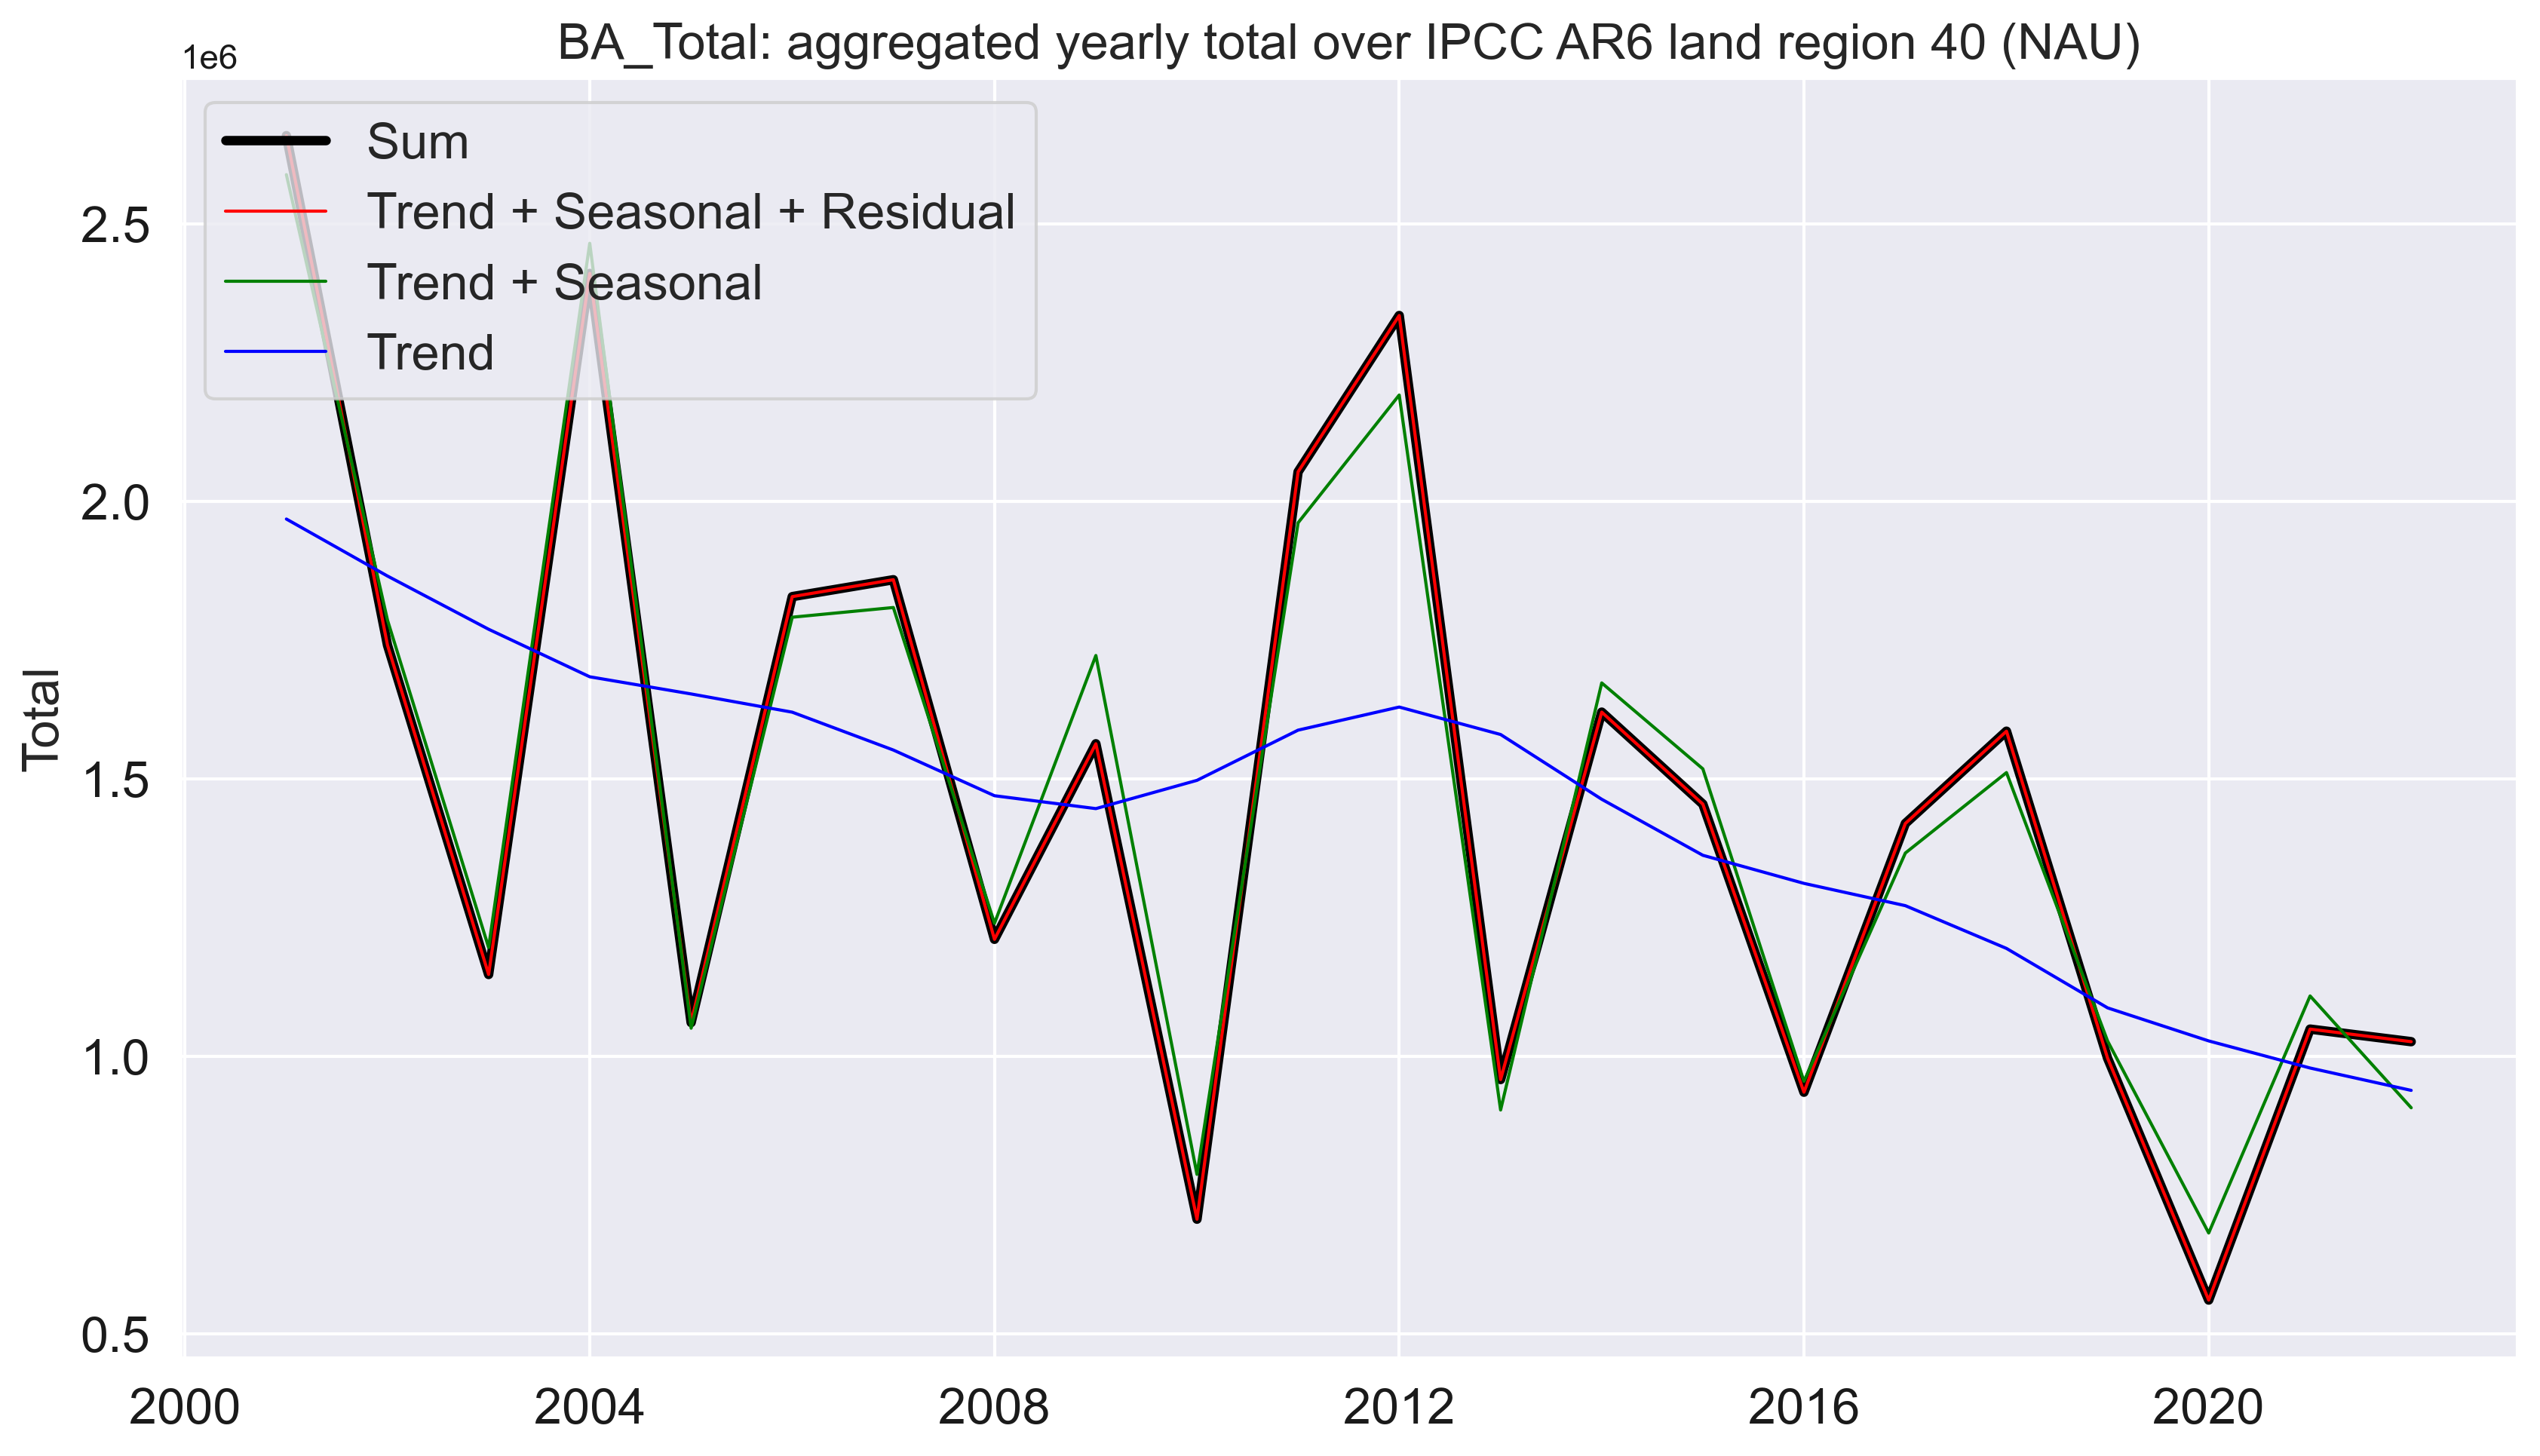 BA_Total: aggregated yearly total over IPCC AR6 land region 40 (NAU)
1e6
Sum
Trend + Seasonal + Residual
Trend + Seasonal
Trend
2.5
2.0
1.5
1.0
0.5
Total
2000 2004 2008 2012 2016 2020